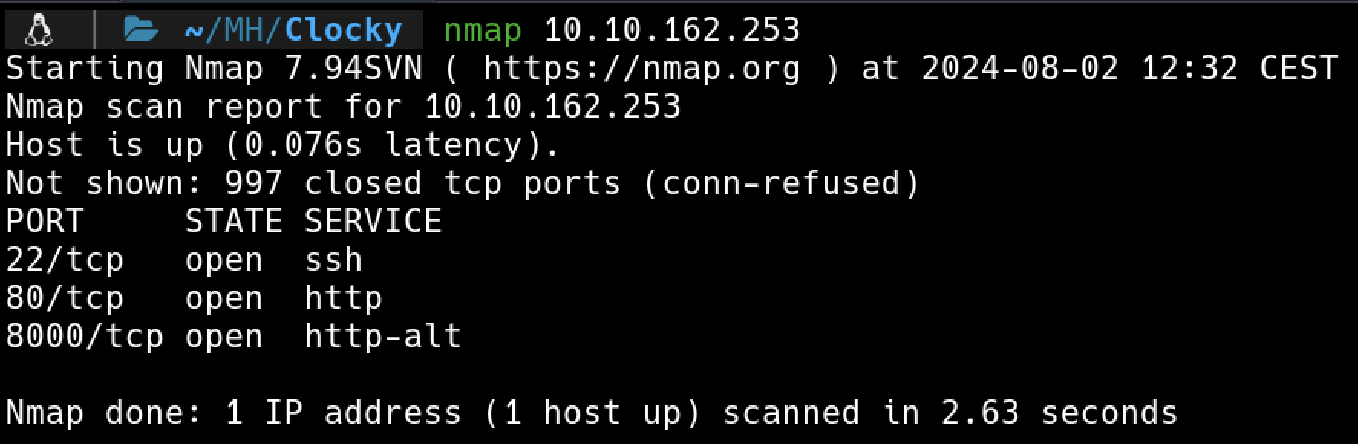 ~/MH/Clocky nmap 10.10.162.253
Starting Nmap 7.94SVN ( https://nmap.org ) at 2024-08-02 12:32 CEST
Nmap scan report for 10.10.162.253
Host is up (0.076s latency).
Not shown: 997 closed tcp ports (conn-refused)
PORT     STATE SERVICE
22/tcp   open  ssh
80/tcp   open  http
8000/tcp open  http-alt
Nmap done: 1 IP address (1 host up) scanned in 2.63 seconds